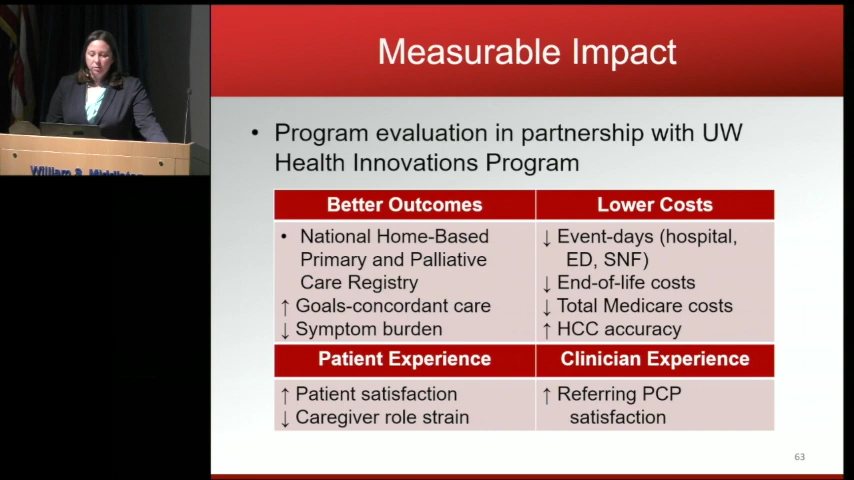 Measurable Impact
• Program evaluation in partnership with UW
Health Innovations Program
Better Outcomes
• National Home-Based
Primary and Palliative
Care Registry
↑ Goals-concordant care
↓ Symptom burden
Lower Costs
↓ Event-days (hospital,
ED, SNF)
↓ End-of-life costs
↓ Total Medicare costs
↑ HCC accuracy
Patient Experience
↑ Patient satisfaction
↓ Caregiver role strain
Clinician Experience
↑ Referring PCP
satisfaction
63
William S. Middleton